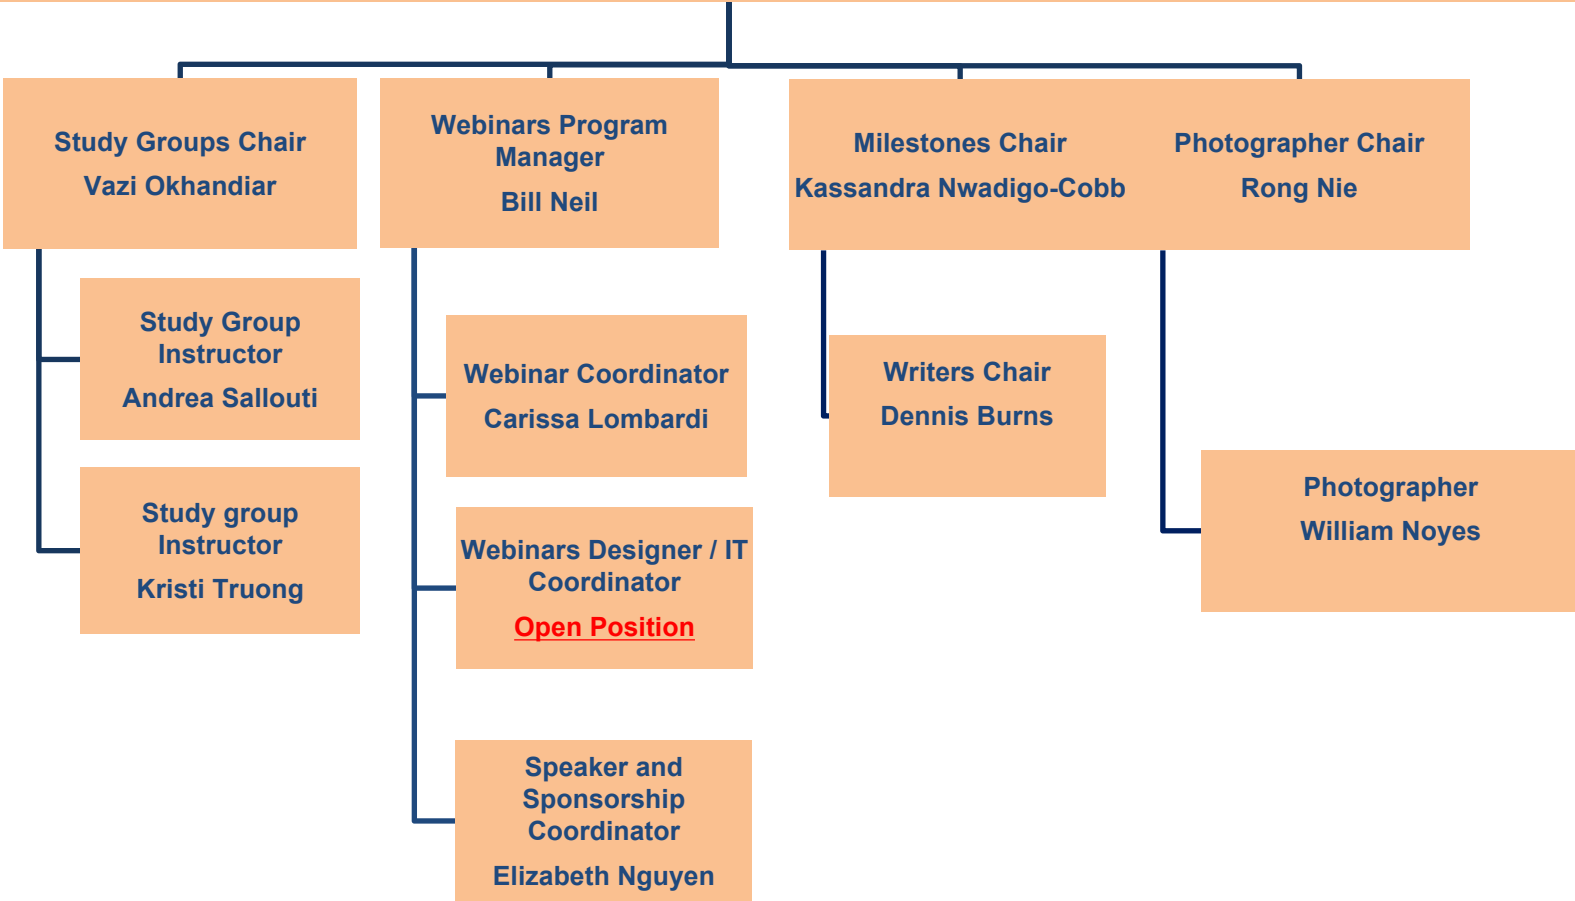 Study Groups Chair
Vazi Okhandiar
Webinars Program
Manager
Bill Neil
Milestones Chair
Kassandra Nwadigo-Cobb
Photographer Chair
Rong Nie
Study Group
Instructor
Andrea Sallouti
Study group
Instructor
Kristi Truong
Webinar Coordinator
Carissa Lombardi
Webinars Designer / IT
Coordinator
Open Position
Speaker and
Sponsorship
Coordinator
Elizabeth Nguyen
Writers Chair
Dennis Burns
Photographer
William Noyes